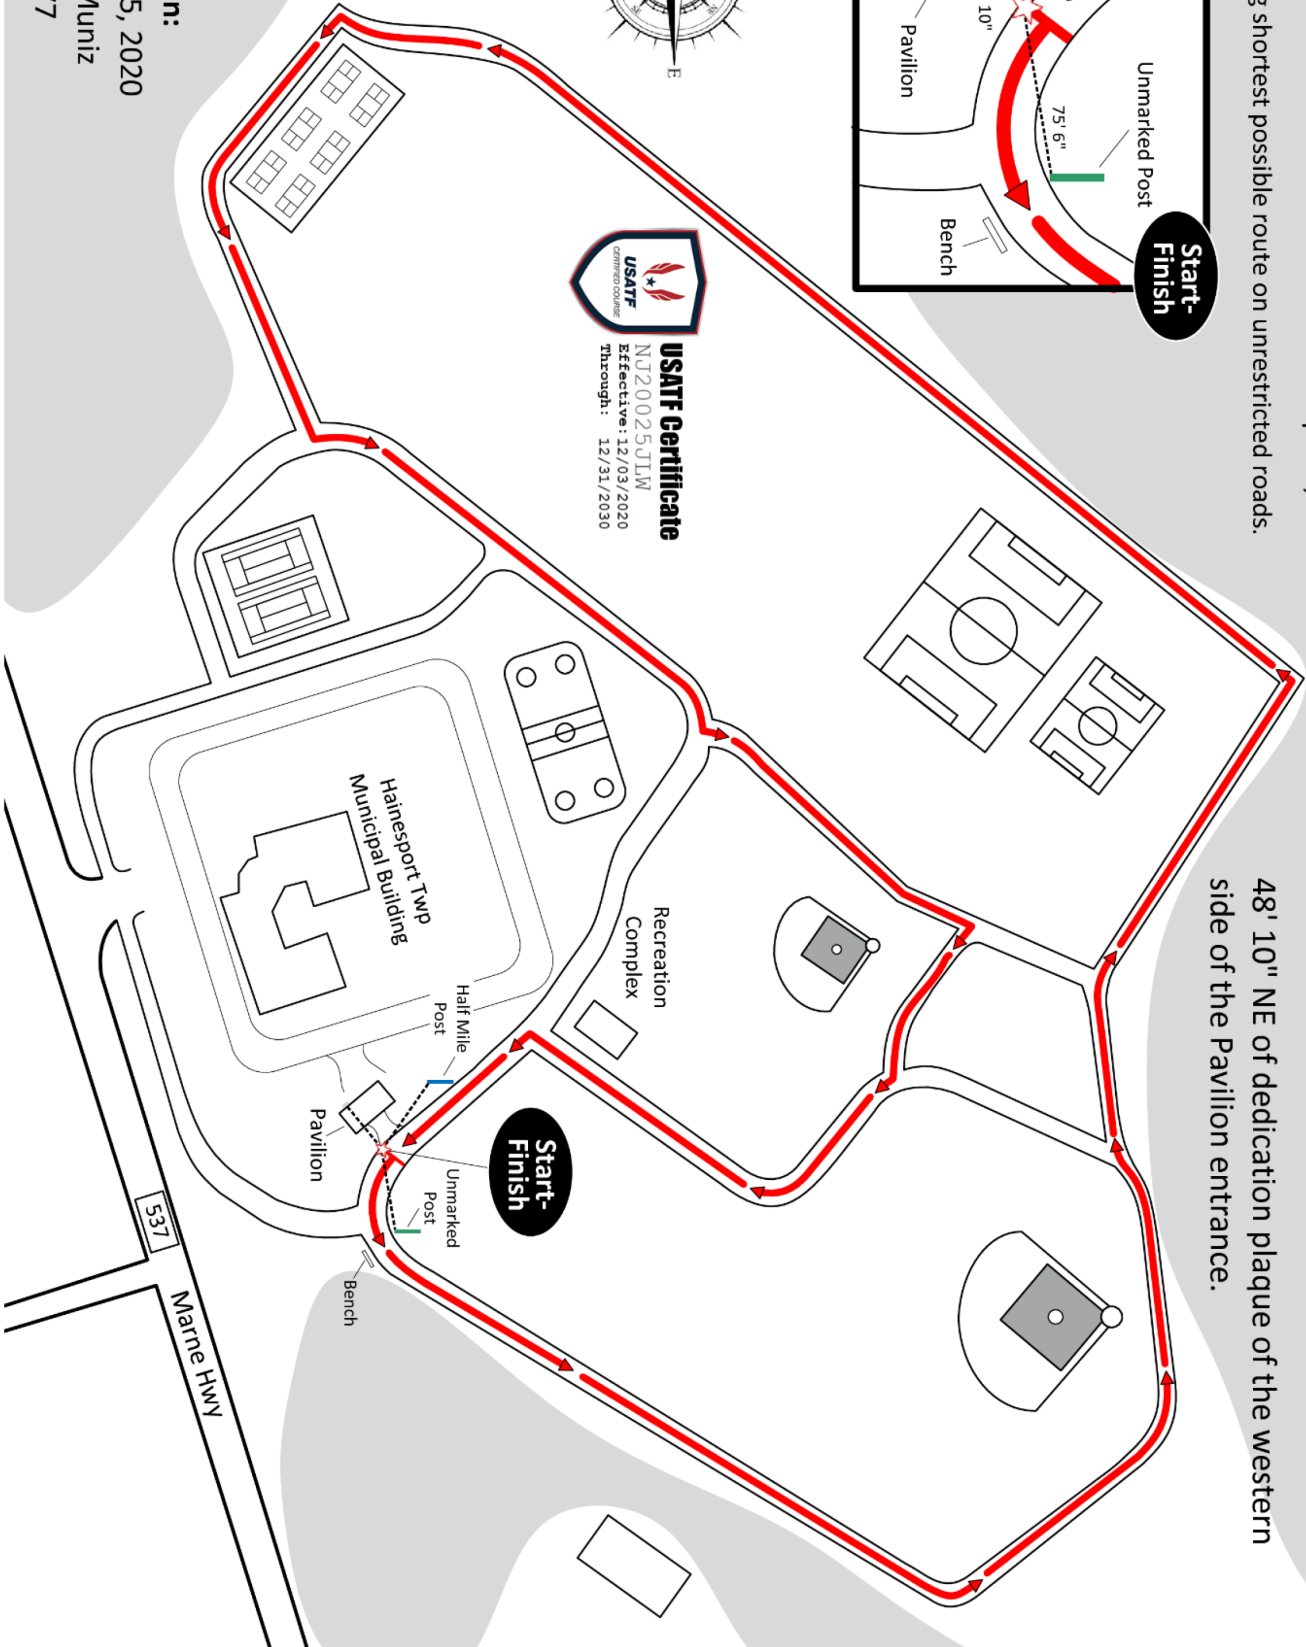 g shortest possible route on unrestricted roads.
48' 10" NE of dedication plaque of the western
side of the Pavilion entrance.
Start-
Finish
Unmarked Post
75' 6"
10"
Pavilion
Bench
E
n:
5, 2020
Muniz
77
USATF
CERTIFIED COURSE
USATF Certificate
NJ20025JLW
Effective: 12/03/2020
Through: 12/31/2030
Recreation
Complex
Hainesport Twp
Municipal Building
Half Mile
Post
Start-
Finish
Unmarked
Post
Pavilion
Bench
537
Marne Hwy